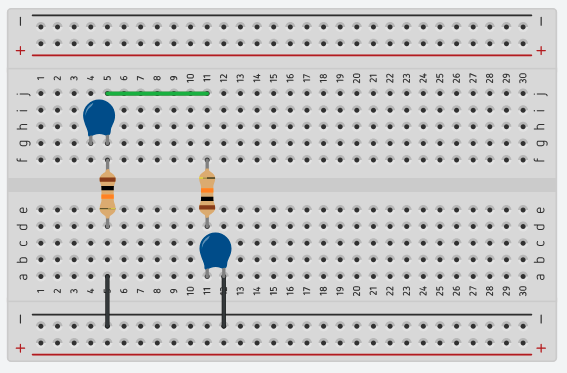 − −
+ +
1 2 3 4 5 6 7 8 9 10 11 12 13 14 15 16 17 18 19 20 21 22 23 24 25 26 27 28 29 30
j j
i i
h h
g g
f f
e e
d d
c c
b b
a a
1 2 3 4 5 6 7 8 9 10 11 12 13 14 15 16 17 18 19 20 21 22 23 24 25 26 27 28 29 30
− −
+ +